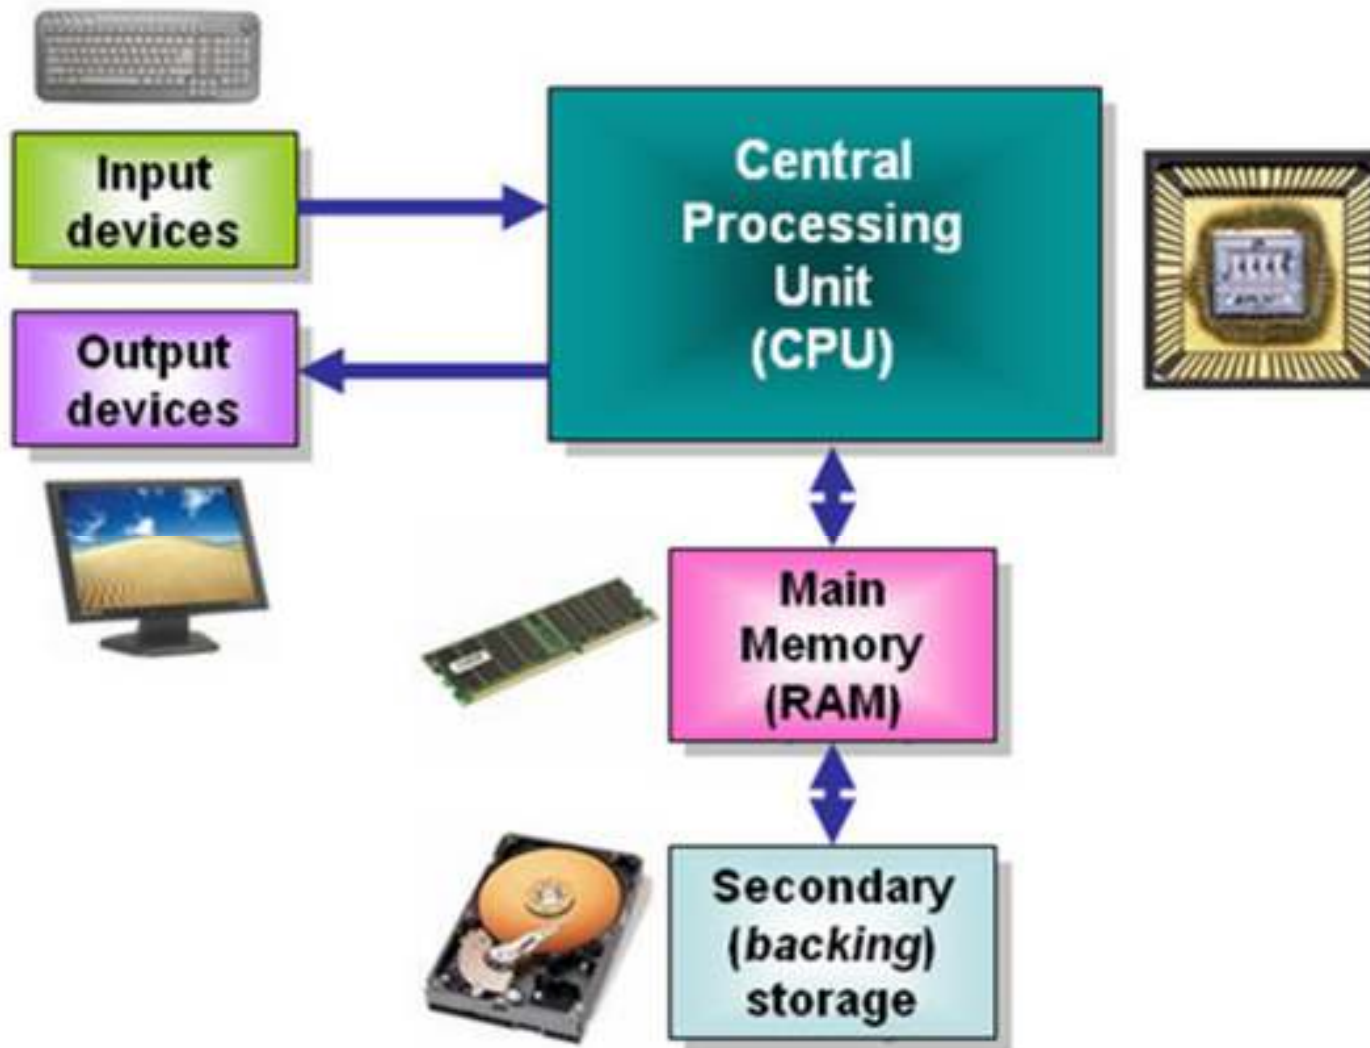 Input
devices
Central
Processing
Unit
(CPU)
Output
devices
Main
Memory
(RAM)
Secondary
(backing)
storage